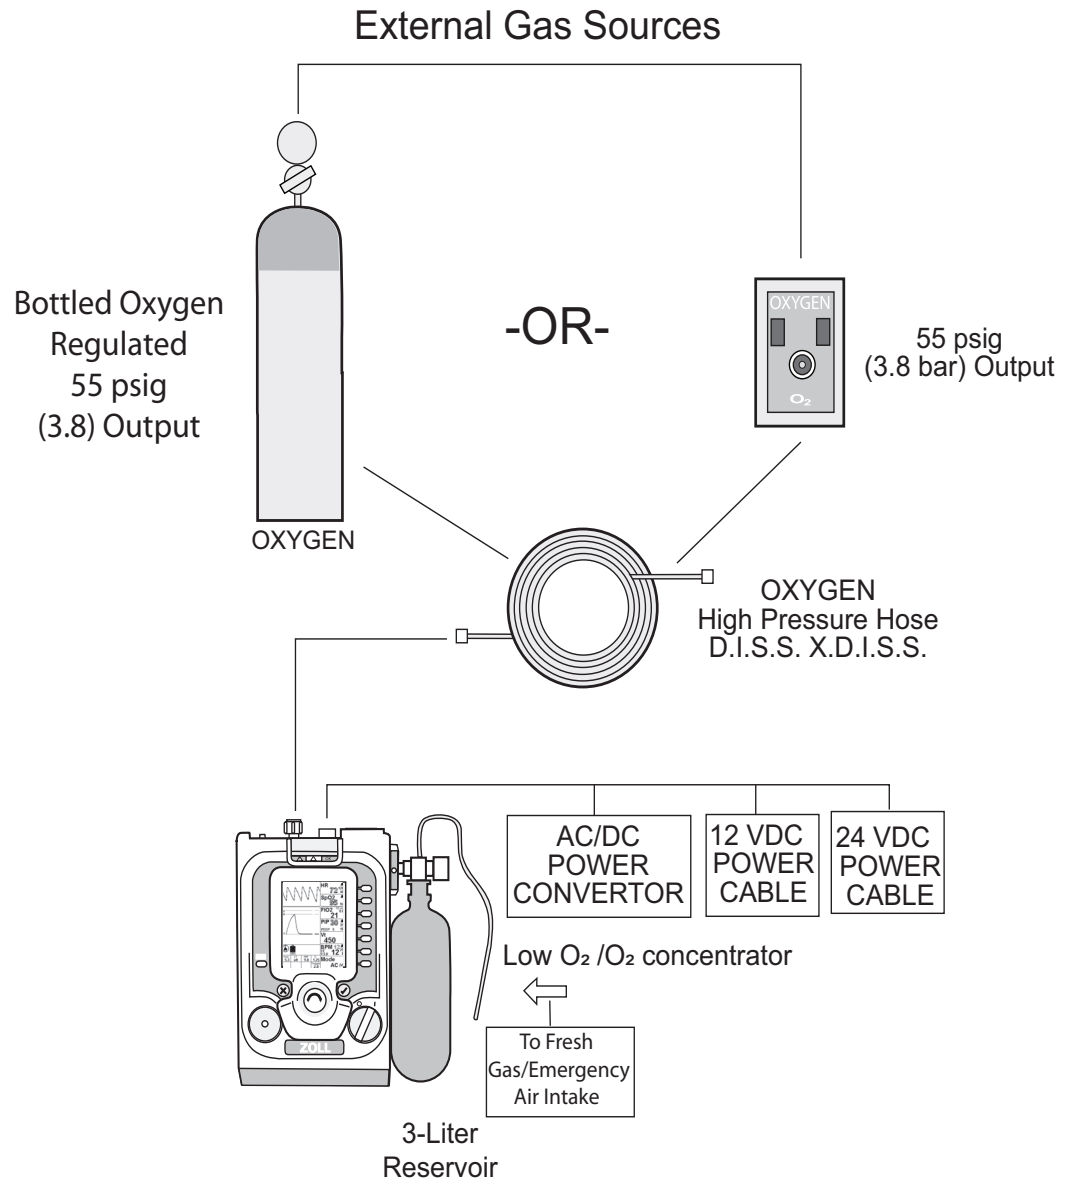 External Gas Sources
Bottled Oxygen
Regulated
55 psig
(3.8) Output
-OR-
OXYGEN
O₂
55 psig
(3.8 bar) Output
OXYGEN
OXYGEN
High Pressure Hose
D.I.S.S. X.D.I.S.S.
AC/DC
POWER
CONVERTOR
12 VDC
POWER
CABLE
24 VDC
POWER
CABLE
HR
SpO2
FIO2
21
PIP 30
Vt
450
BPM
12
Mode
AC
ZOLL
Low O₂ /O₂ concentrator
To Fresh
Gas/Emergency
Air Intake
3-Liter
Reservoir